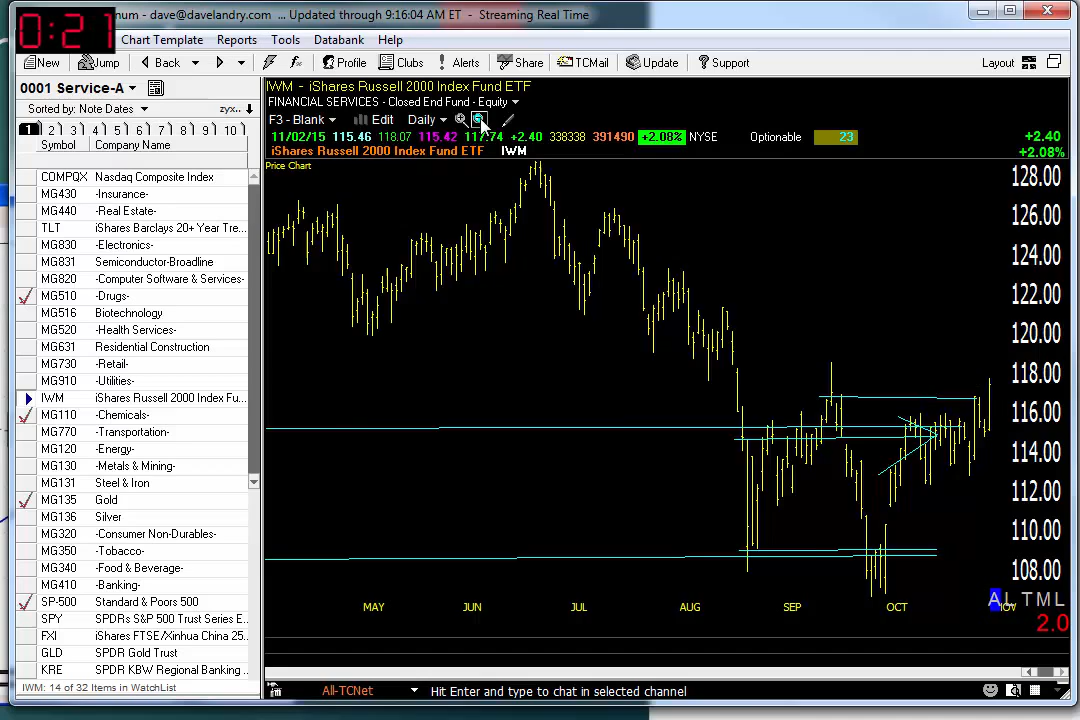 0:21
num - dave@davelandry.com ... Updated through 9:16:04 AM ET - Streaming Real Time
Chart Template Reports Tools Databank Help
New Jump Back Profile Clubs Alerts Share TCMail Update Support Layout
0001 Service-A
Sorted by: Note Dates zyx..
1 2 3 4 5 6 7 8 9 10
Symbol Company Name
COMPQX Nasdaq Composite Index
MG430 -Insurance-
MG440 -Real Estate-
TLT iShares Barclays 20+ Year Tre...
MG830 -Electronics-
MG831 Semiconductor-Broadline
MG820 -Computer Software & Services-
MG510 -Drugs-
MG516 Biotechnology
MG520 -Health Services-
MG631 Residential Construction
MG730 -Retail-
MG910 -Utilities-
IWM iShares Russell 2000 Index Fu...
MG110 -Chemicals-
MG770 -Transportation-
MG120 -Energy-
MG130 -Metals & Mining-
MG131 Steel & Iron
MG135 Gold
MG136 Silver
MG320 -Consumer Non-Durables-
MG350 -Tobacco-
MG340 -Food & Beverage-
MG410 -Banking-
SP-500 Standard & Poors 500
SPY SPDRs S&P 500 Trust Series E...
FXI iShares FTSE/Xinhua China 25...
GLD SPDR Gold Trust
KRE SPDR KBW Regional Banking ...
IWM: 14 of 32 Items in WatchList
IWM - iShares Russell 2000 Index Fund ETF
FINANCIAL SERVICES - Closed End Fund - Equity
F3 - Blank Edit Daily
11/02/15 115.46 118.07 115.42 117.74 +2.40 338338 391490 +2.08% NYSE Optionable 23 +2.40
iShares Russell 2000 Index Fund ETF IWM +2.08%
Price Chart
128.00
126.00
124.00
122.00
120.00
118.00
116.00
114.00
112.00
110.00
108.00
MAY JUN JUL AUG SEP OCT
A L T M L
2.0
All-TCNet Hit Enter and type to chat in selected channel